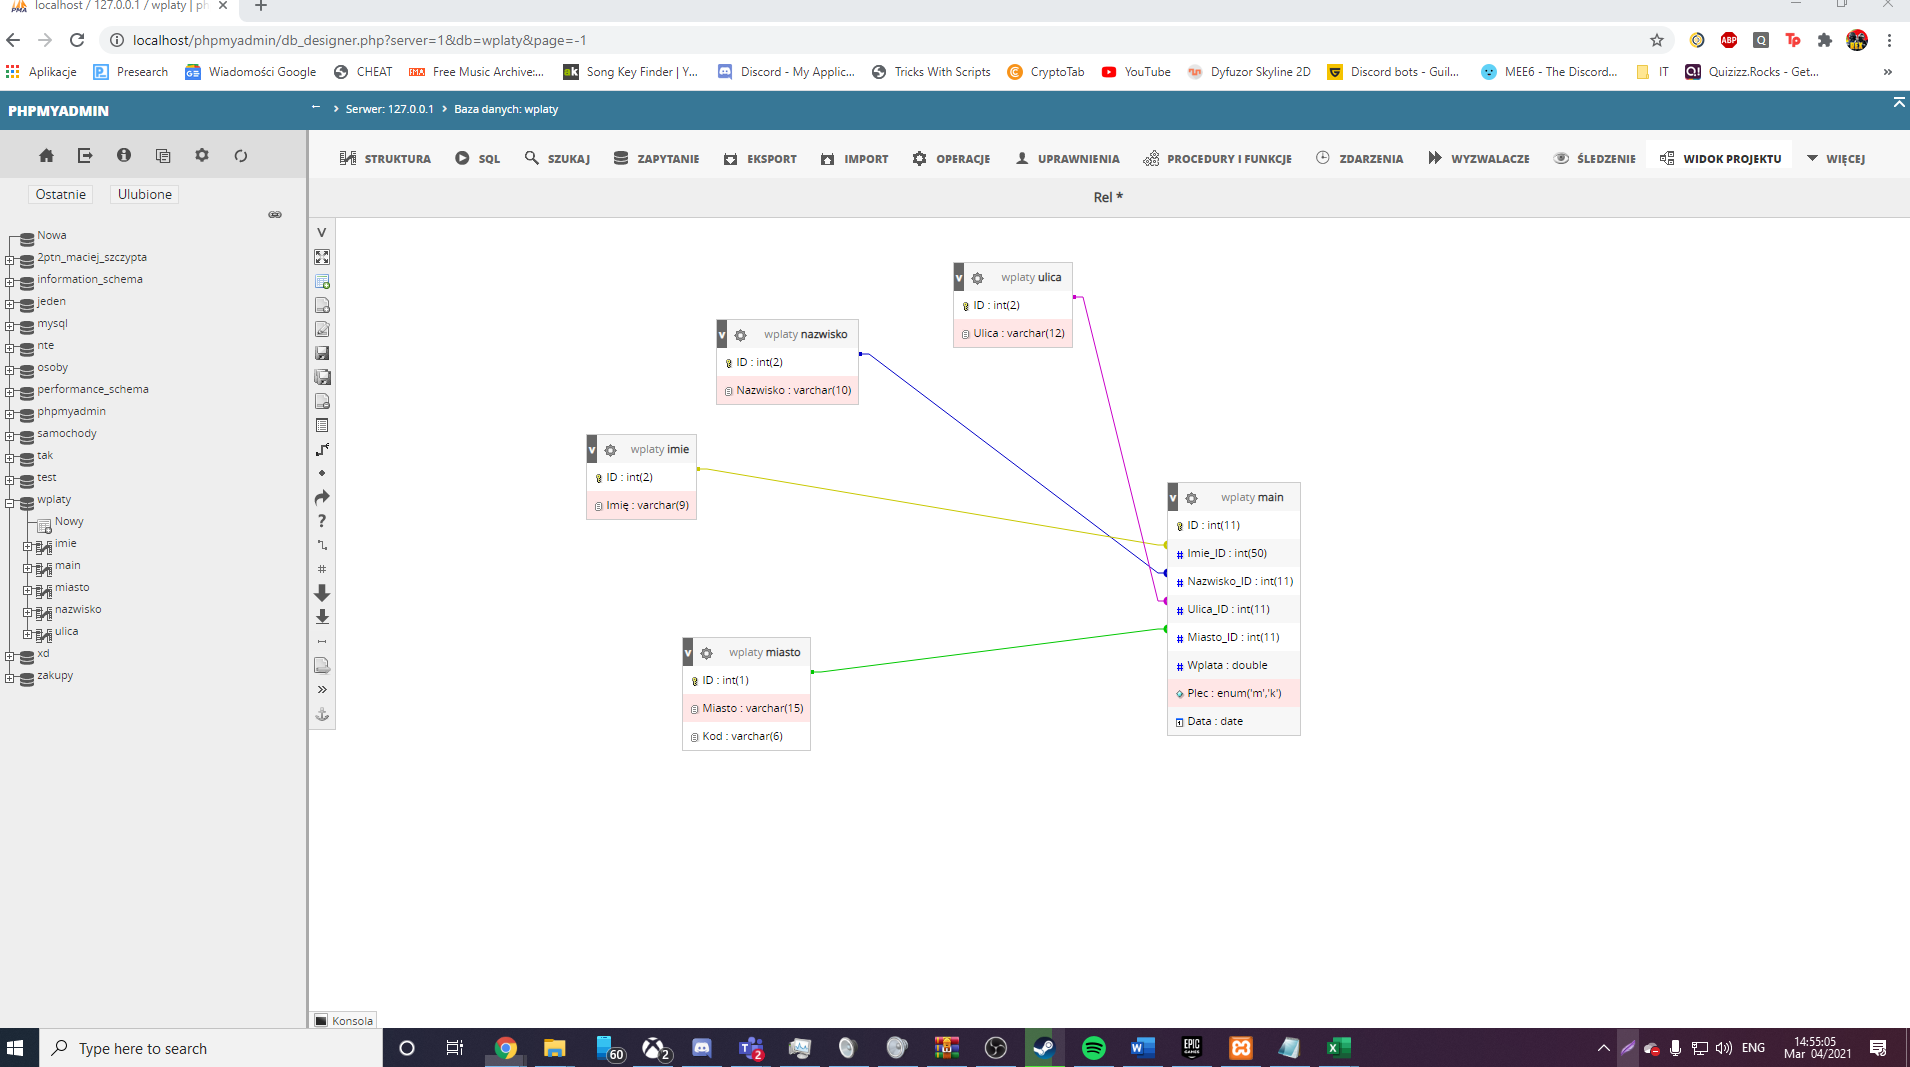 localhost / 127.0.0.1 / wplaty | ph
localhost/phpmyadmin/db_designer.php?server=1&db=wplaty&page=-1
ABP
Q
Tp
Aplikacje
Presearch
Wiadomości Google
CHEAT
Free Music Archive:...
Song Key Finder | Y...
Discord - My Applic...
Tricks With Scripts
CryptoTab
YouTube
Dyfuzor Skyline 2D
Discord bots - Guil...
MEE6 - The Discord...
IT
Quizizz.Rocks - Get...
»
PHPMYADMIN
← › Serwer: 127.0.0.1 › Baza danych: wplaty
STRUKTURA
SQL
SZUKAJ
ZAPYTANIE
EKSPORT
IMPORT
OPERACJE
UPRAWNIENIA
PROCEDURY I FUNKCJE
ZDARZENIA
WYZWALACZE
ŚLEDZENIE
WIDOK PROJEKTU
WIĘCEJ
Ostatnie
Ulubione
Rel *
Nowa
2ptn_maciej_szczypta
information_schema
jeden
mysql
nte
osoby
performance_schema
phpmyadmin
samochody
tak
test
wplaty
Nowy
imie
main
miasto
nazwisko
ulica
xd
zakupy
V
?
#
»
v wplaty ulica
ID : int(2)
Ulica : varchar(12)
v wplaty nazwisko
ID : int(2)
Nazwisko : varchar(10)
v wplaty imie
ID : int(2)
Imię : varchar(9)
v wplaty main
ID : int(11)
# Imie_ID : int(50)
# Nazwisko_ID : int(11)
# Ulica_ID : int(11)
# Miasto_ID : int(11)
# Wplata : double
Plec : enum('m','k')
Data : date
v wplaty miasto
ID : int(1)
Miasto : varchar(15)
Kod : varchar(6)
Konsola
Type here to search
60
2
2
EPIC
GAMES
ENG
14:55:05
Mar 04/2021